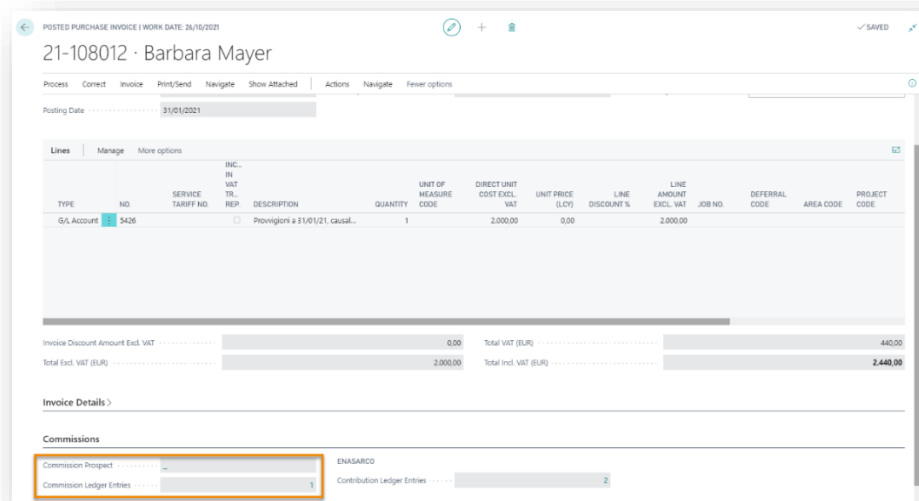 POSTED PURCHASE INVOICE | WORK DATE: 26/10/2021
SAVED
21-108012 · Barbara Mayer
Process Correct Invoice Print/Send Navigate Show Attached Actions Navigate Fewer options
Posting Date 31/01/2021
Lines Manage More options
TYPE NO. SERVICE TARIFF NO. INC... IN VAT TR... REP. DESCRIPTION QUANTITY UNIT OF MEASURE CODE DIRECT UNIT COST EXCL. VAT UNIT PRICE (LCY) LINE DISCOUNT % LINE AMOUNT EXCL. VAT JOB NO. DEFERRAL CODE AREA CODE PROJECT CODE
G/L Account 5426 Provvigioni a 31/01/21, causal... 1 2.000,00 0,00 2.000,00
Invoice Discount Amount Excl. VAT 0,00 Total VAT (EUR) 440,00
Total Excl. VAT (EUR) 2.000,00 Total Incl. VAT (EUR) 2.440,00
Invoice Details >
Commissions
Commission Prospect _ ENASARCO
Commission Ledger Entries 1 Contribution Ledger Entries 2